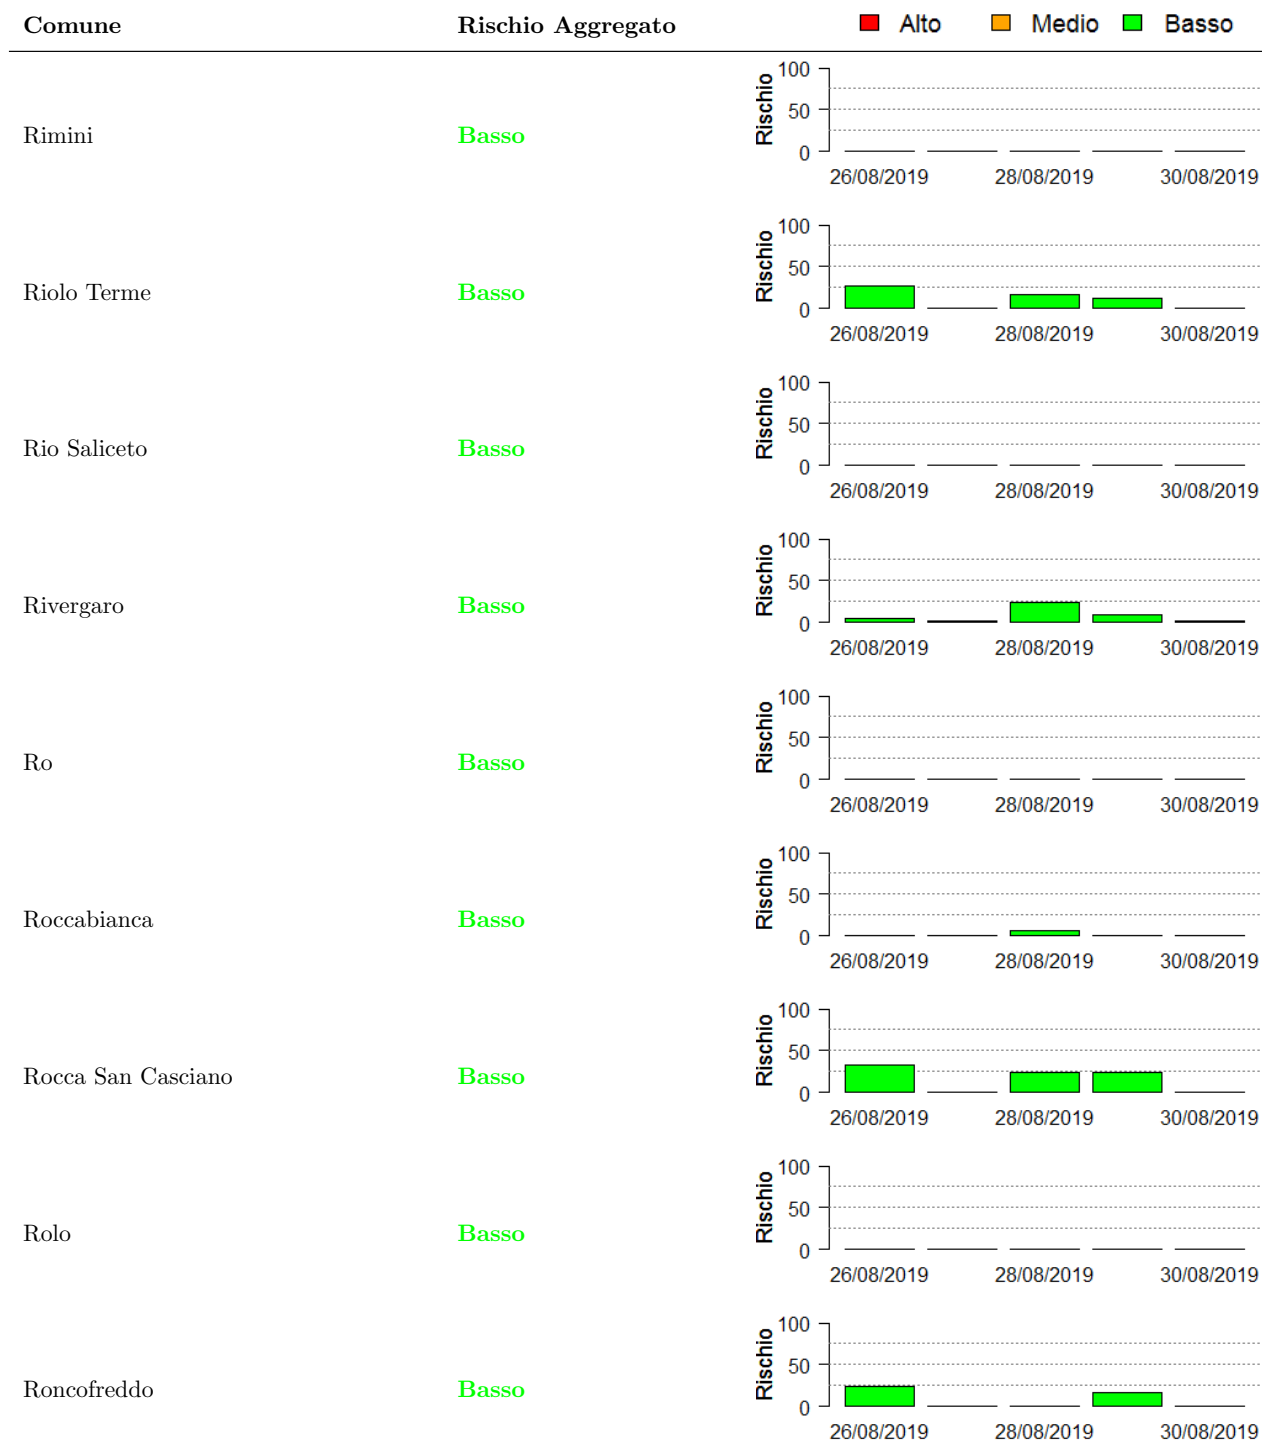 Comune Rischio Aggregato Alto Medio Basso
Rimini Basso Rischio 100 50 0
26/08/2019 28/08/2019 30/08/2019
Riolo Terme Basso Rischio 100 50 0
26/08/2019 28/08/2019 30/08/2019
Rio Saliceto Basso Rischio 100 50 0
26/08/2019 28/08/2019 30/08/2019
Rivergaro Basso Rischio 100 50 0
26/08/2019 28/08/2019 30/08/2019
Ro Basso Rischio 100 50 0
26/08/2019 28/08/2019 30/08/2019
Roccabianca Basso Rischio 100 50 0
26/08/2019 28/08/2019 30/08/2019
Rocca San Casciano Basso Rischio 100 50 0
26/08/2019 28/08/2019 30/08/2019
Rolo Basso Rischio 100 50 0
26/08/2019 28/08/2019 30/08/2019
Roncofreddo Basso Rischio 100 50 0
26/08/2019 28/08/2019 30/08/2019